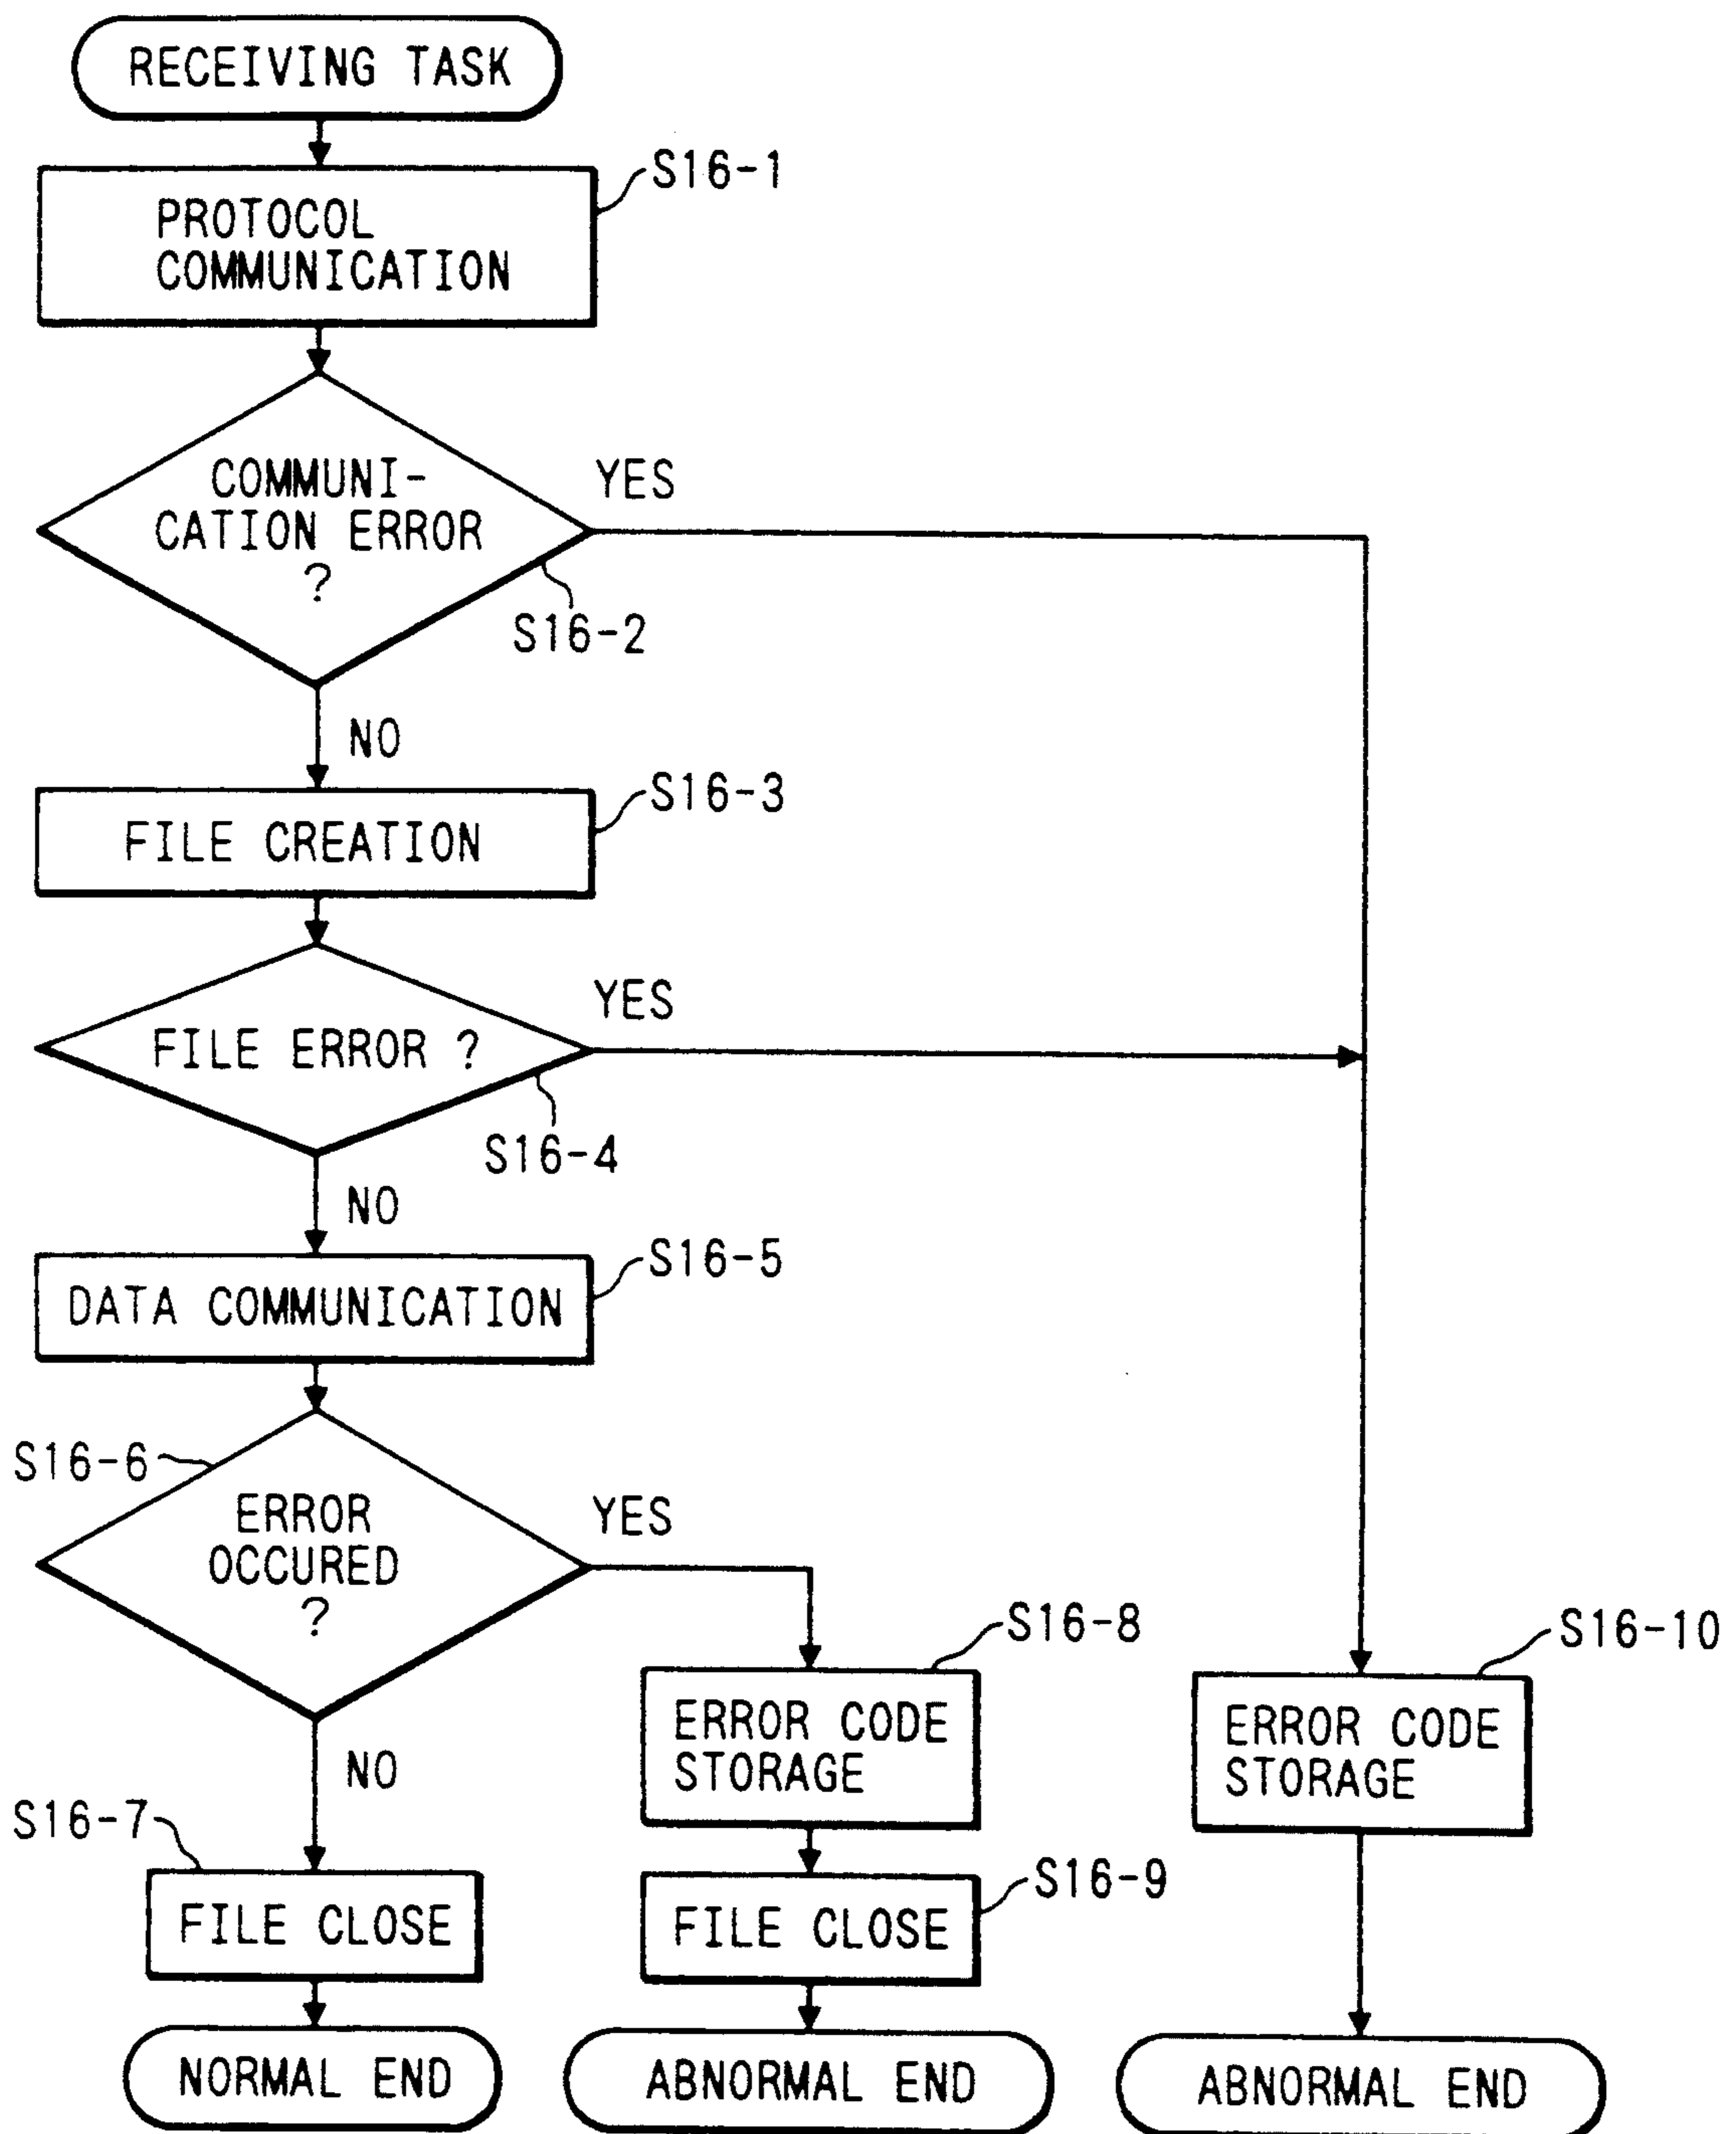 RECEIVING TASK
S16-1
PROTOCOL
COMMUNICATION
COMMUNI-
CATION ERROR
?
YES
S16-2
NO
S16-3
FILE CREATION
YES
FILE ERROR ?
S16-4
NO
S16-5
DATA COMMUNICATION
S16-6
ERROR
OCCURED
?
YES
NO
S16-8
ERROR CODE
STORAGE
S16-10
ERROR CODE
STORAGE
S16-7
FILE CLOSE
S16-9
FILE CLOSE
NORMAL END
ABNORMAL END
ABNORMAL END